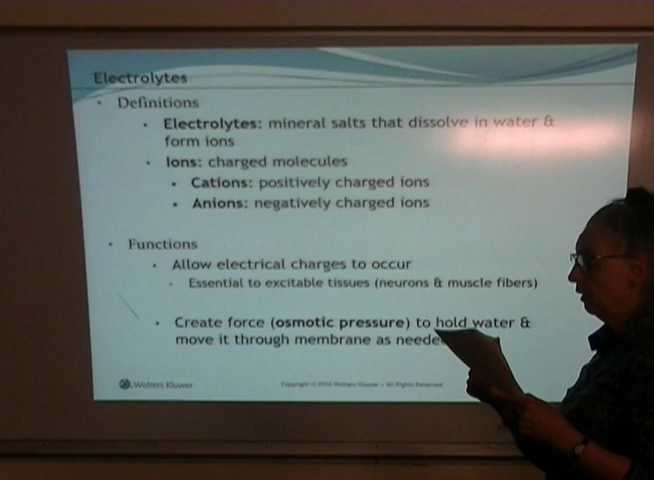 Electrolytes
• Definitions
• Electrolytes: mineral salts that dissolve in water &
form ions
• Ions: charged molecules
• Cations: positively charged ions
• Anions: negatively charged ions
• Functions
• Allow electrical charges to occur
• Essential to excitable tissues (neurons & muscle fibers)
• Create force (osmotic pressure) to hold water &
move it through membrane as
Wolters Kluwer
Copyright © 2016 Wolters Kluwer • All Rights Reserved